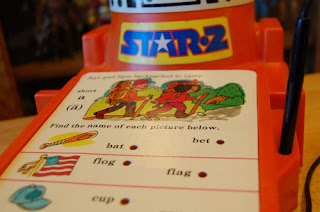 STAR·2
short
a
(ă)
Find the name of each picture below.
bat bet
flog flag
cup